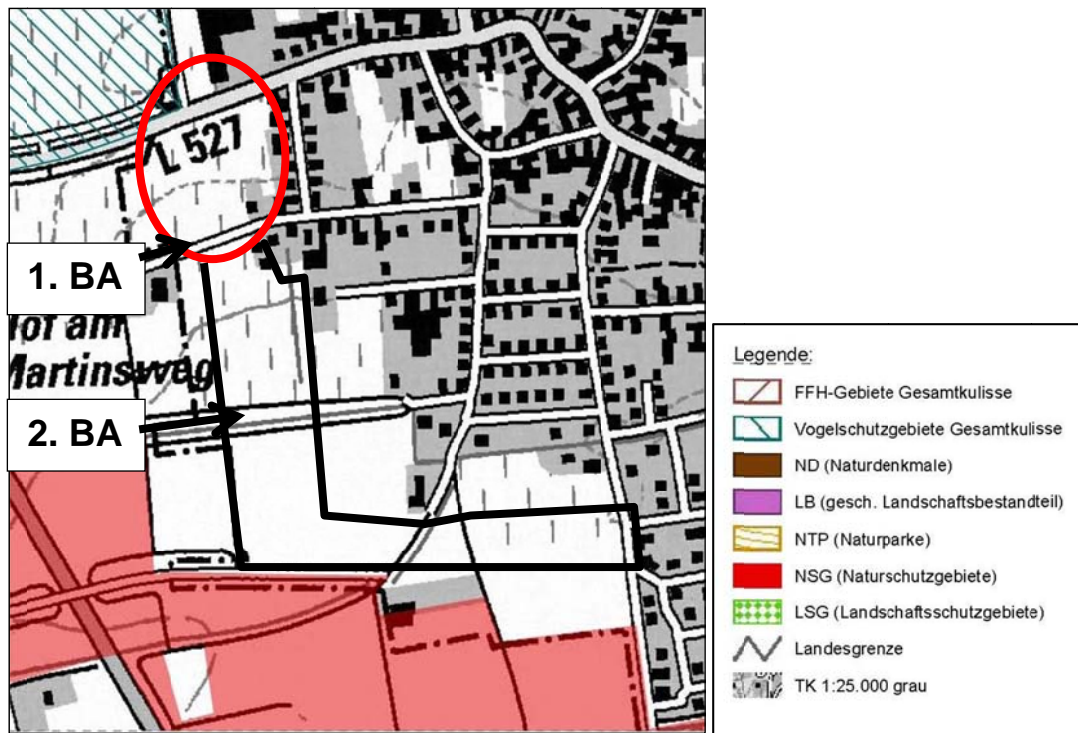 L 527
1. BA
Hof am
Martinsweg
2. BA
Legende:
FFH-Gebiete Gesamtkulisse
Vogelschutzgebiete Gesamtkulisse
ND (Naturdenkmale)
LB (gesch. Landschaftsbestandteil)
NTP (Naturparke)
NSG (Naturschutzgebiete)
LSG (Landschaftsschutzgebiete)
Landesgrenze
TK 1:25.000 grau